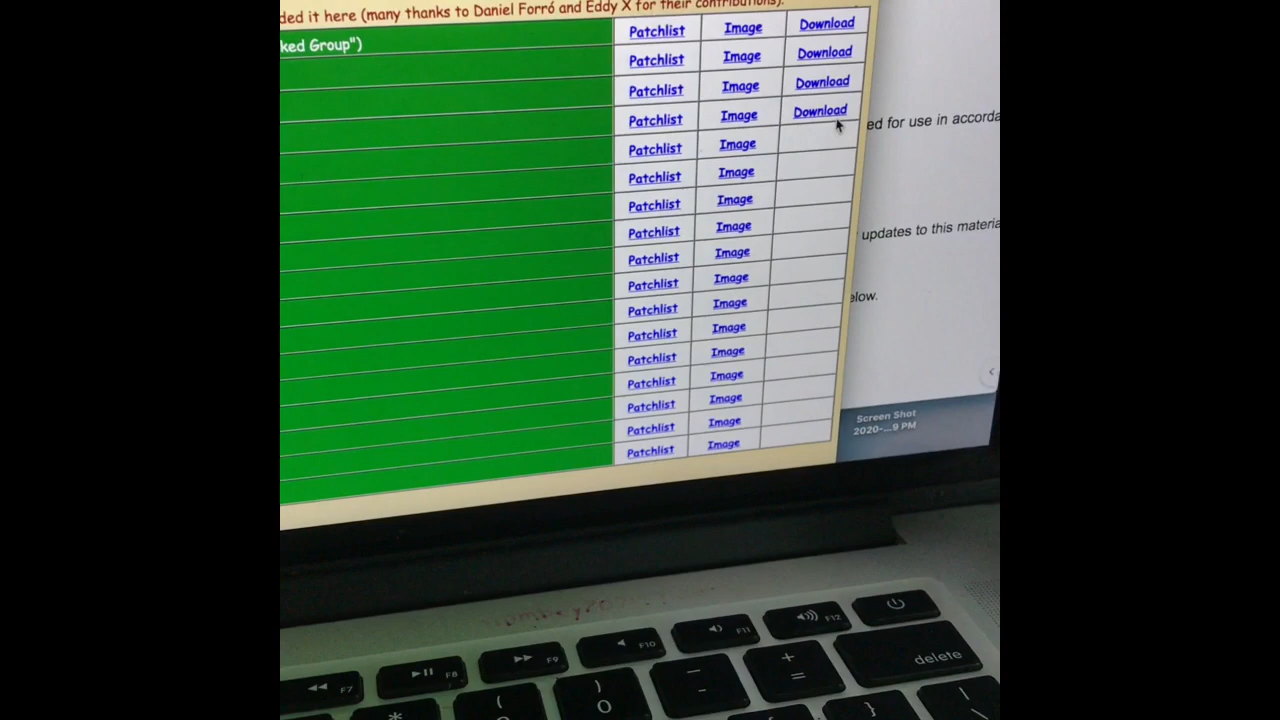 ded it here (many thanks to Daniel Forró and Eddy X for their contributions).
ked Group") Patchlist Image Download
Patchlist Image Download
Patchlist Image Download
Patchlist Image Download
Patchlist Image
Patchlist Image
Patchlist Image
Patchlist Image
Patchlist Image
Patchlist Image
Patchlist Image
Patchlist Image
Patchlist Image
Patchlist Image
Patchlist Image
Patchlist Image
Patchlist Image
ed for use in accorda
updates to this materia
elow.
Screen Shot
2020-...9 PM
F7 F8 F9 F10 F11 F12
* ( ) 0 - + = delete
}